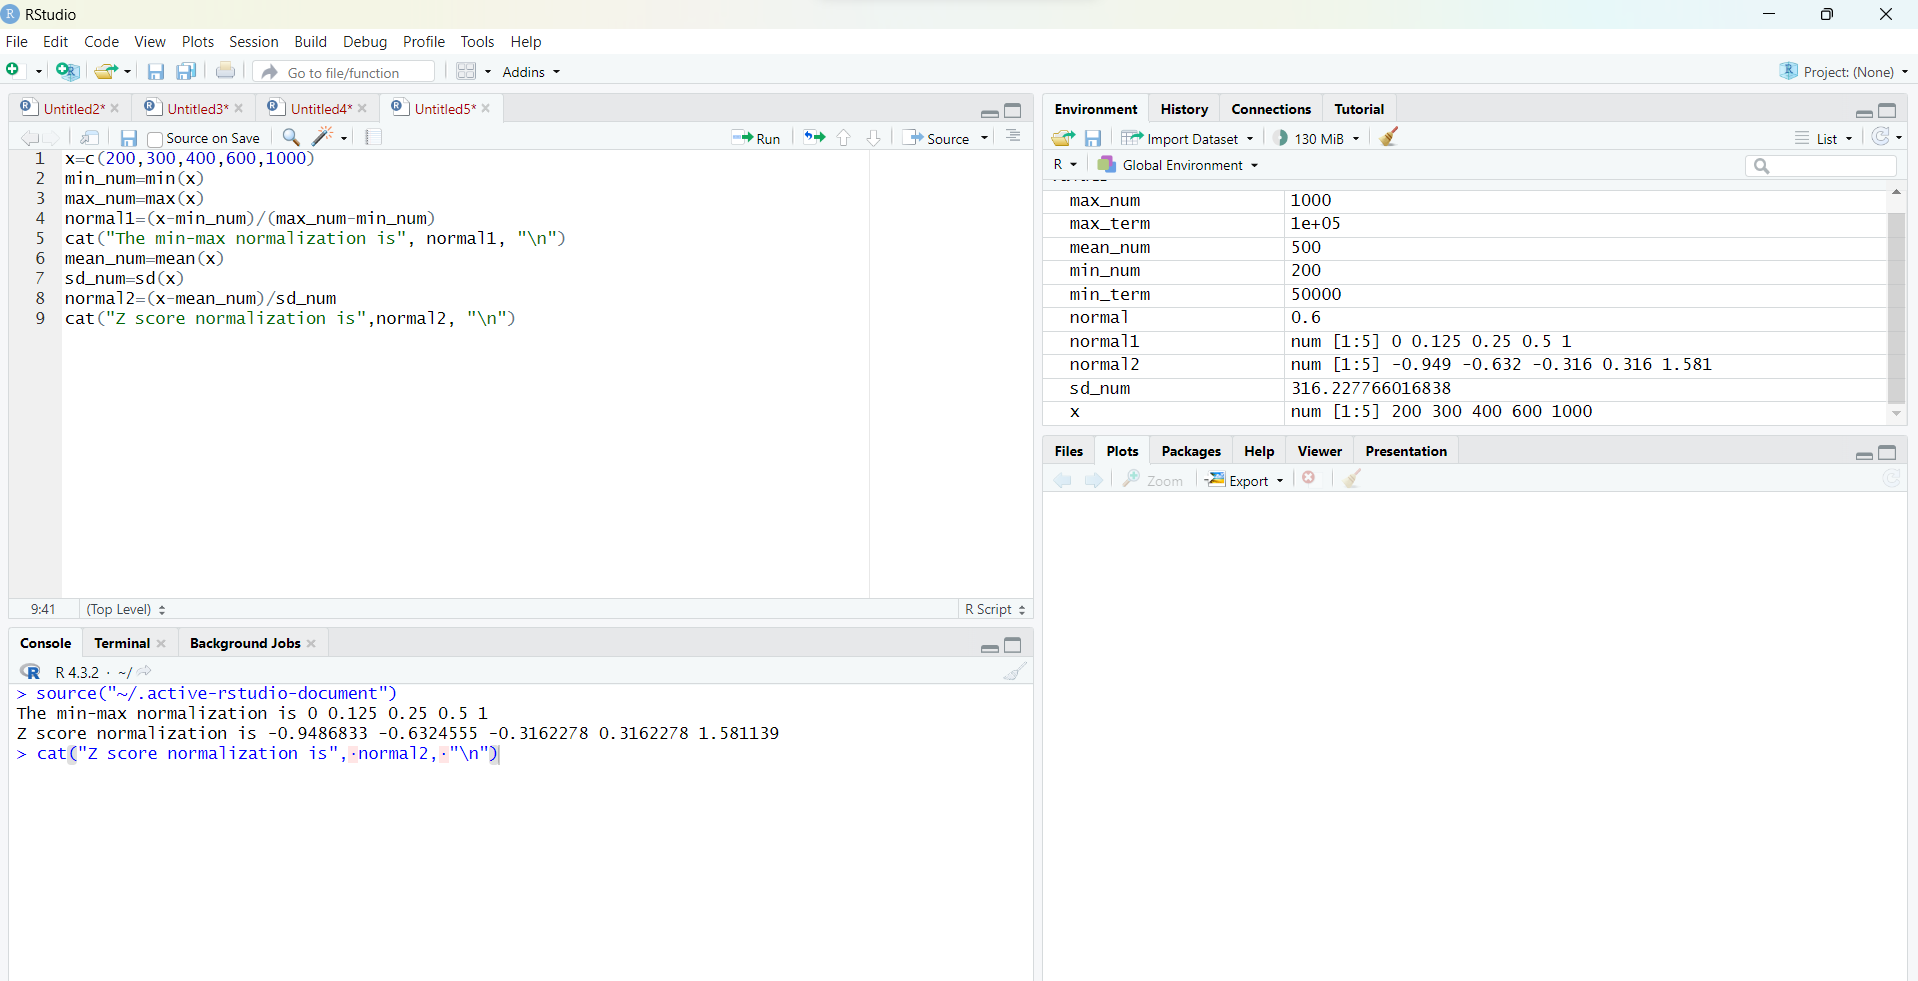 RStudio
File Edit Code View Plots Session Build Debug Profile Tools Help
Go to file/function Addins Project: (None)
Untitled2* Untitled3* Untitled4* Untitled5*
Source on Save Run Source
1 x=c(200,300,400,600,1000)
2 min_num=min(x)
3 max_num=max(x)
4 normal1=(x-min_num)/(max_num-min_num)
5 cat("The min-max normalization is", normal1, "\n")
6 mean_num=mean(x)
7 sd_num=sd(x)
8 normal2=(x-mean_num)/sd_num
9 cat("Z score normalization is",normal2, "\n")
9:41 (Top Level) R Script
Console Terminal Background Jobs
R 4.3.2 · ~/
> source("~/.active-rstudio-document")
The min-max normalization is 0 0.125 0.25 0.5 1
Z score normalization is -0.9486833 -0.6324555 -0.3162278 0.3162278 1.581139
> cat("Z score normalization is",·normal2,·"\n")
Environment History Connections Tutorial
Import Dataset 130 MiB List
R Global Environment
max_num 1000
max_term 1e+05
mean_num 500
min_num 200
min_term 50000
normal 0.6
normal1 num [1:5] 0 0.125 0.25 0.5 1
normal2 num [1:5] -0.949 -0.632 -0.316 0.316 1.581
sd_num 316.227766016838
x num [1:5] 200 300 400 600 1000
Files Plots Packages Help Viewer Presentation
Zoom Export